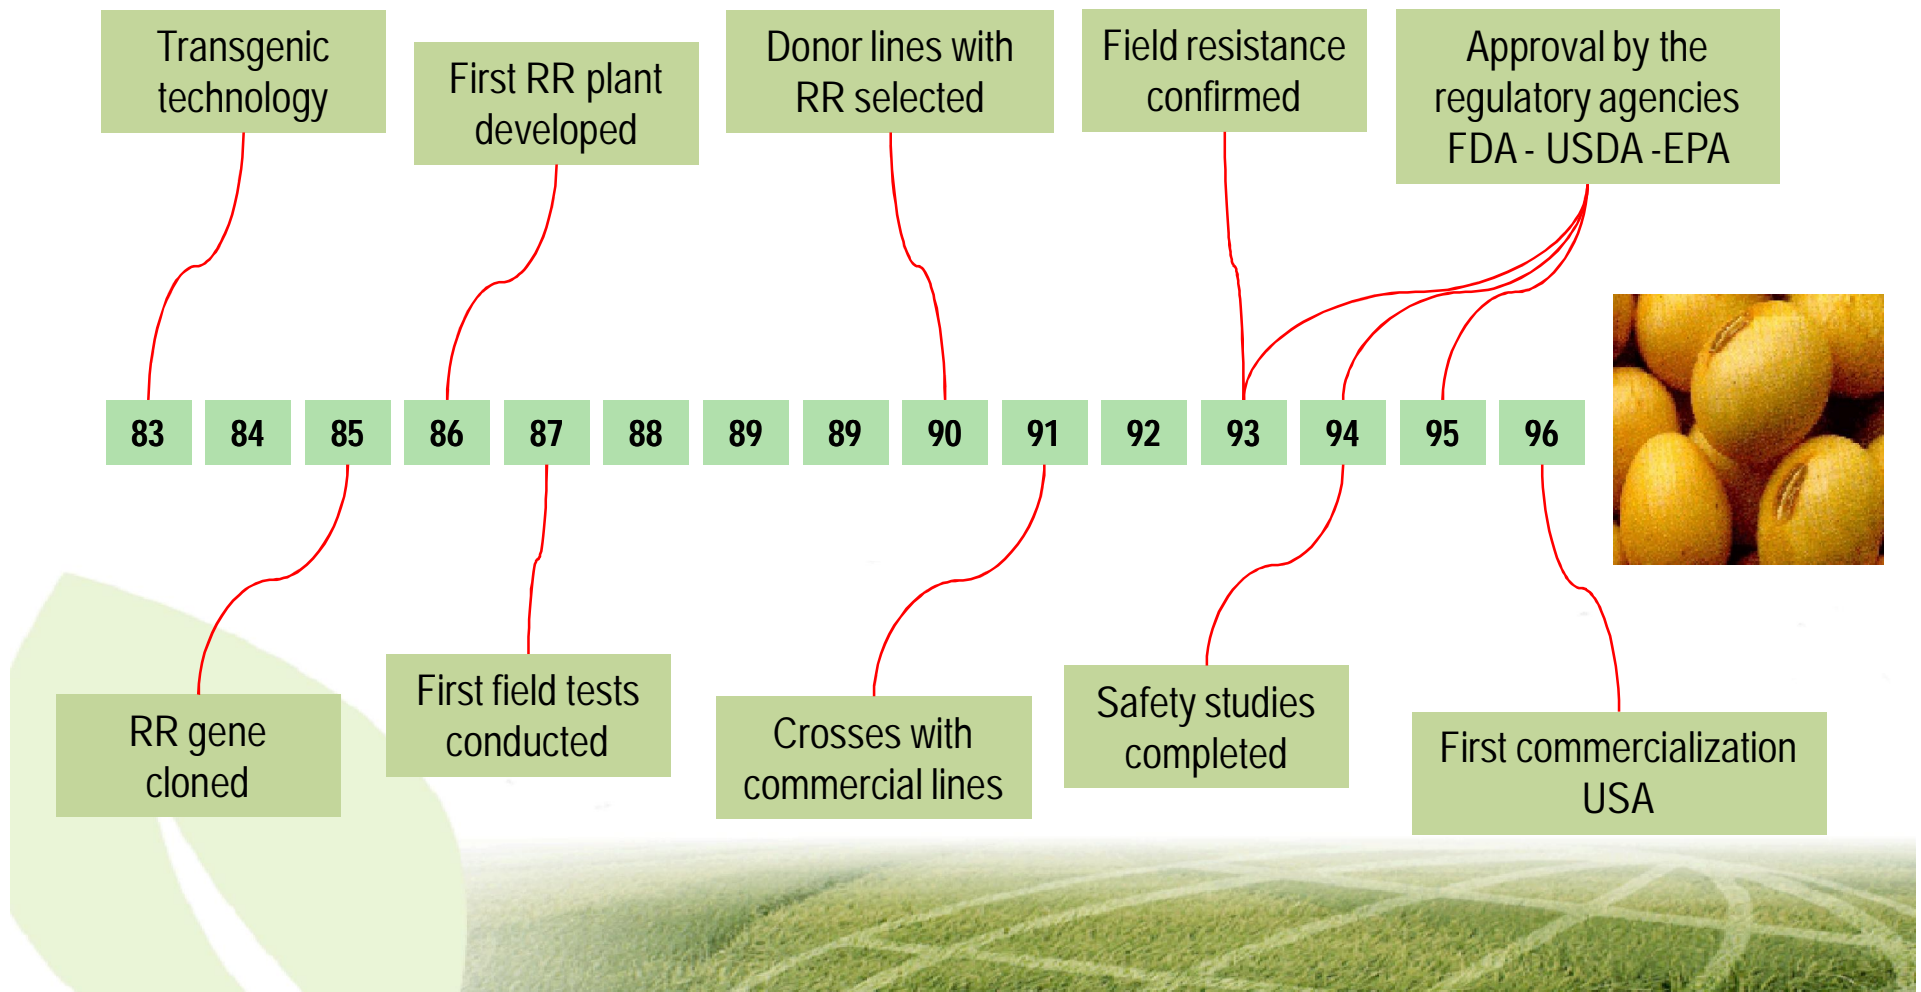 Transgenic
technology
First RR plant
developed
Donor lines with
RR selected
Field resistance
confirmed
Approval by the
regulatory agencies
FDA - USDA -EPA
83 84 85 86 87 88 89 89 90 91 92 93 94 95 96
RR gene
cloned
First field tests
conducted
Crosses with
commercial lines
Safety studies
completed
First commercialization
USA